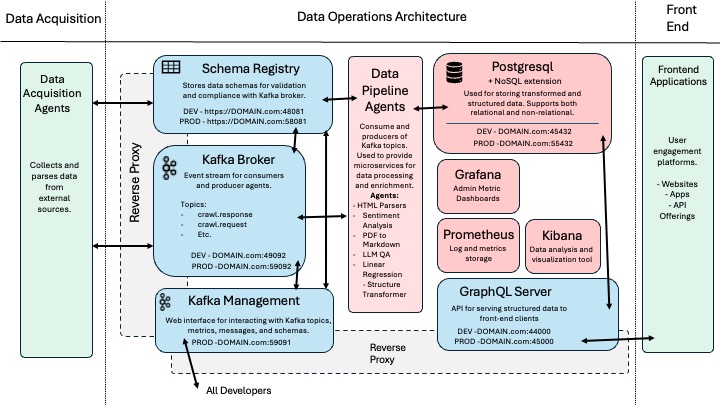 Data Acquisition
Data Operations Architecture
Front
End
Data
Acquisition
Agents
Collects and
parses data
from
external
sources.
Reverse Proxy
Schema Registry
Stores data schemas for validation
and compliance with Kafka broker.
DEV - https://DOMAIN.com:48081
PROD - https://DOMAIN.com:58081
Kafka Broker
Event stream for consumers
and producer agents.
Topics:
- crawl.response
- crawl.request
- Etc.
DEV - DOMAIN.com:49092
PROD -DOMAIN.com:59092
Kafka Management
Web interface for interacting with Kafka topics,
metrics, messages, and schemas.
PROD -DOMAIN.com:59091
All Developers
Data
Pipeline
Agents
Consume and
producers of
Kafka topics.
Used to provide
microservices for
data processing
and enrichment.
Agents:
- HTML Parsers
- Sentiment
Analysis
- PDF to
Markdown
- LLM QA
- Linear
Regression
- Structure
Transformer
Postgresql
+ NoSQL extension
Used for storing transformed and
structured data. Supports both
relational and non-relational.
DEV - DOMAIN.com:45432
PROD -DOMAIN.com:55432
Grafana
Admin Metric
Dashboards
Prometheus
Log and metrics
storage
Kibana
Data analysis and
visualization tool
GraphQL Server
API for serving structured data to
front-end clients
DEV -DOMAIN.com:44000
PROD -DOMAIN.com:45000
Reverse
Proxy
Frontend
Applications
User
engagement
platforms.
- Websites
- Apps
- API
Offerings